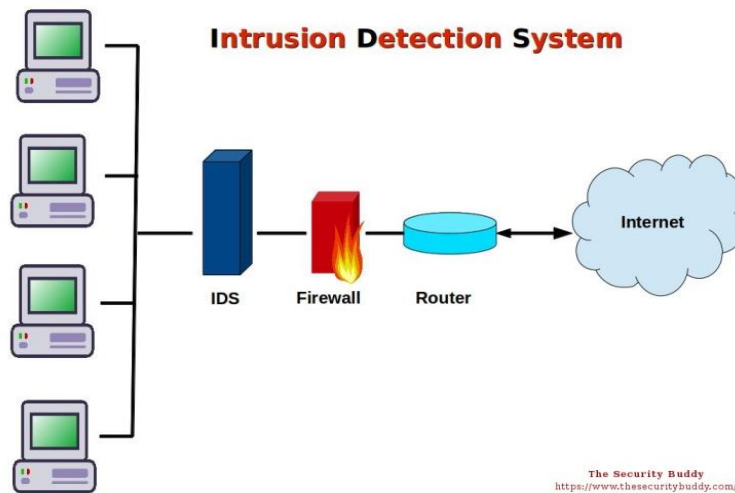 Intrusion Detection System
Internet
IDS
Firewall
Router
The Security Buddy
https://www.thesecuritybuddy.com/